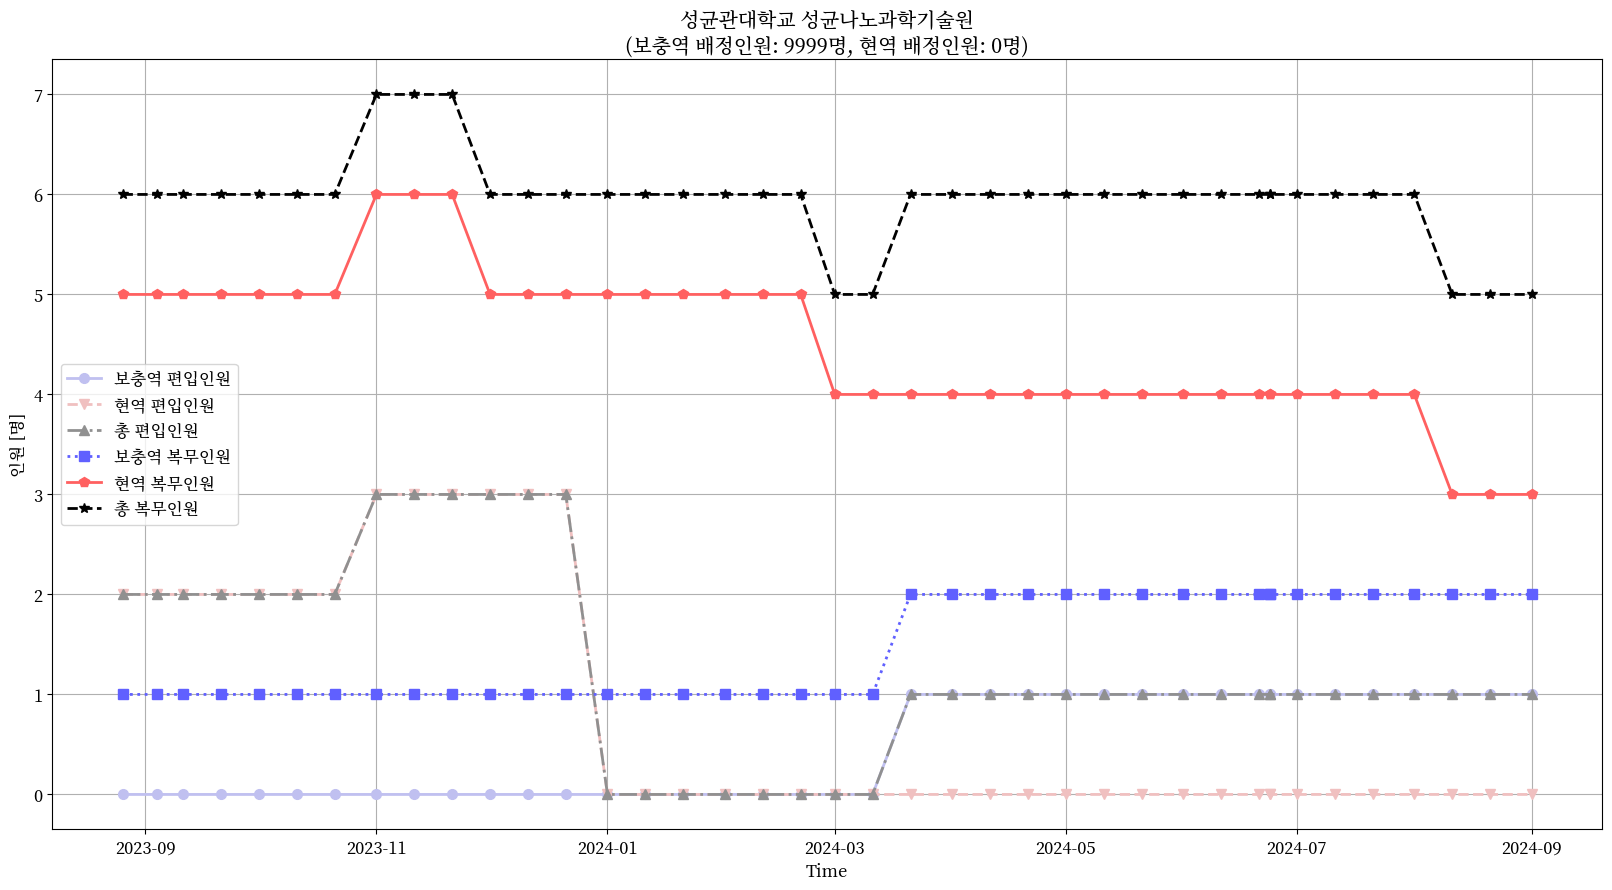 성균관대학교 성균나노과학기술원
(보충역 배정인원: 9999명, 현역 배정인원: 0명)
7
6
5
4
3
2
1
0
인원 [명]
보충역 편입인원
현역 편입인원
총 편입인원
보충역 복무인원
현역 복무인원
총 복무인원
2023-09
2023-11
2024-01
2024-03
2024-05
2024-07
2024-09
Time